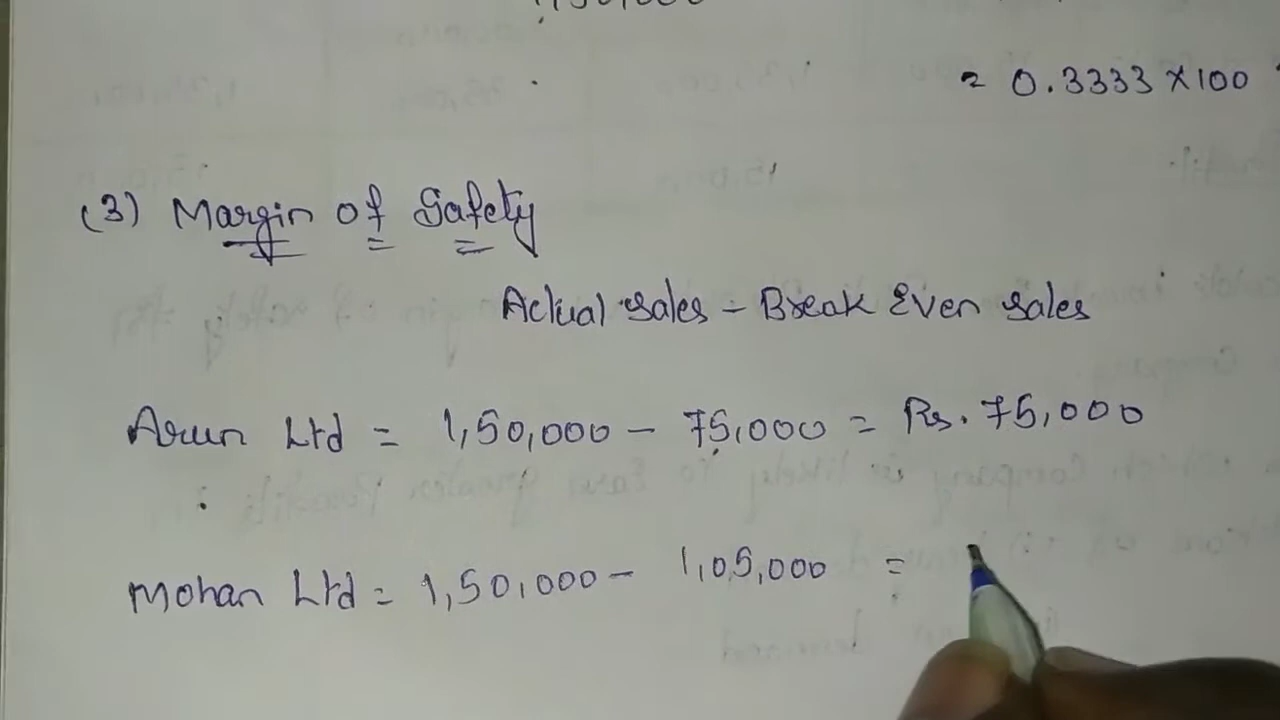 = 0.3333 ×100
(3) Margin of Safety
Actual Sales - Break Even Sales
Arun Ltd = 1,50,000 - 75,000 = Rs. 75,000
Mohan Ltd = 1,50,000 - 1,05,000 =